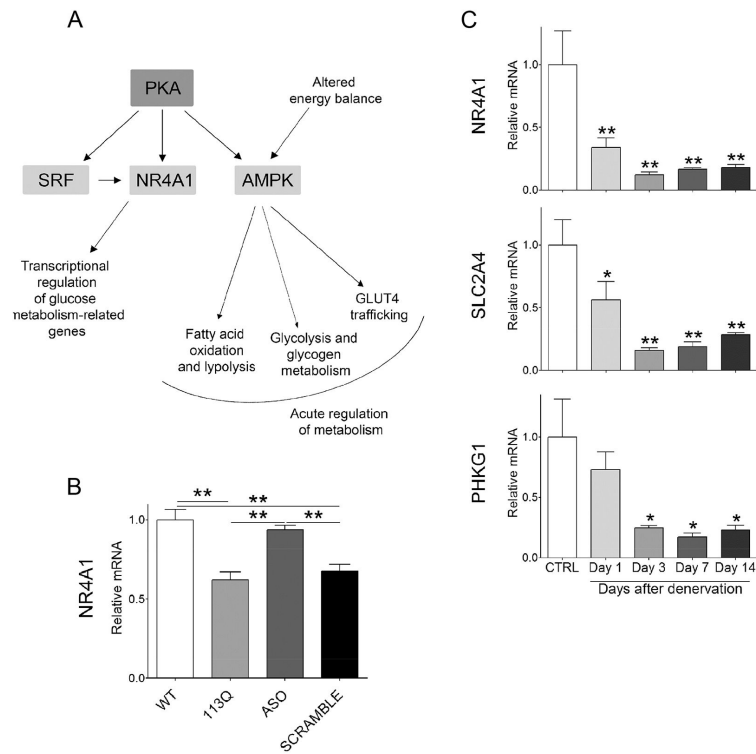 A
PKA
Altered
energy balance
SRF
NR4A1
AMPK
Transcriptional
regulation
of glucose
metabolism-related
genes
Fatty acid
oxidation
and lypolysis
Glycolysis and
glycogen
metabolism
GLUT4
trafficking
Acute regulation
of metabolism
B
NR4A1
Relative mRNA
1.0
0.5
0.0
**
**
**
**
WT
113Q
ASO
SCRAMBLE
C
NR4A1
Relative mRNA
1.0
0.5
0.0
** ** ** **
SLC2A4
Relative mRNA
1.0
0.5
0.0
* ** ** **
PHKG1
Relative mRNA
1.0
0.5
0.0
* * *
CTRL Day 1 Day 3 Day 7 Day 14
Days after denervation